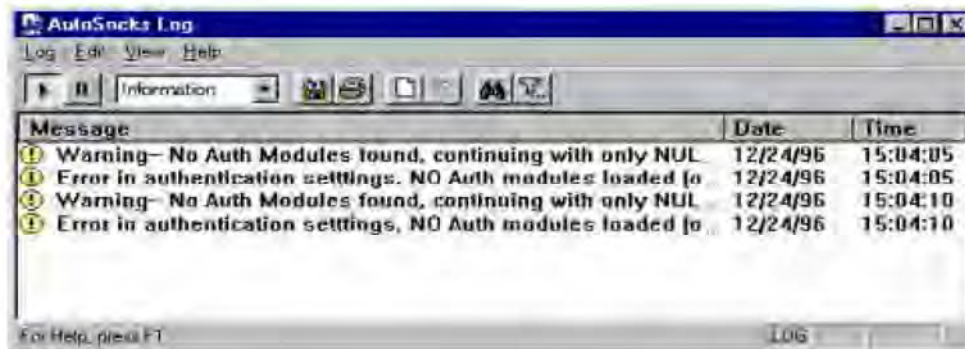 AutoSocks Log
Log Edit View Help
Information
Message Date Time
Warning- No Auth Modules found, continuing with only NUL... 12/24/96 15:04:05
Error in authentication setttings, NO Auth modules loaded (o... 12/24/96 15:04:05
Warning- No Auth Modules found, continuing with only NUL... 12/24/96 15:04:10
Error in authentication setttings, NO Auth modules loaded (o... 12/24/96 15:04:10
For Help, press F1 LOG